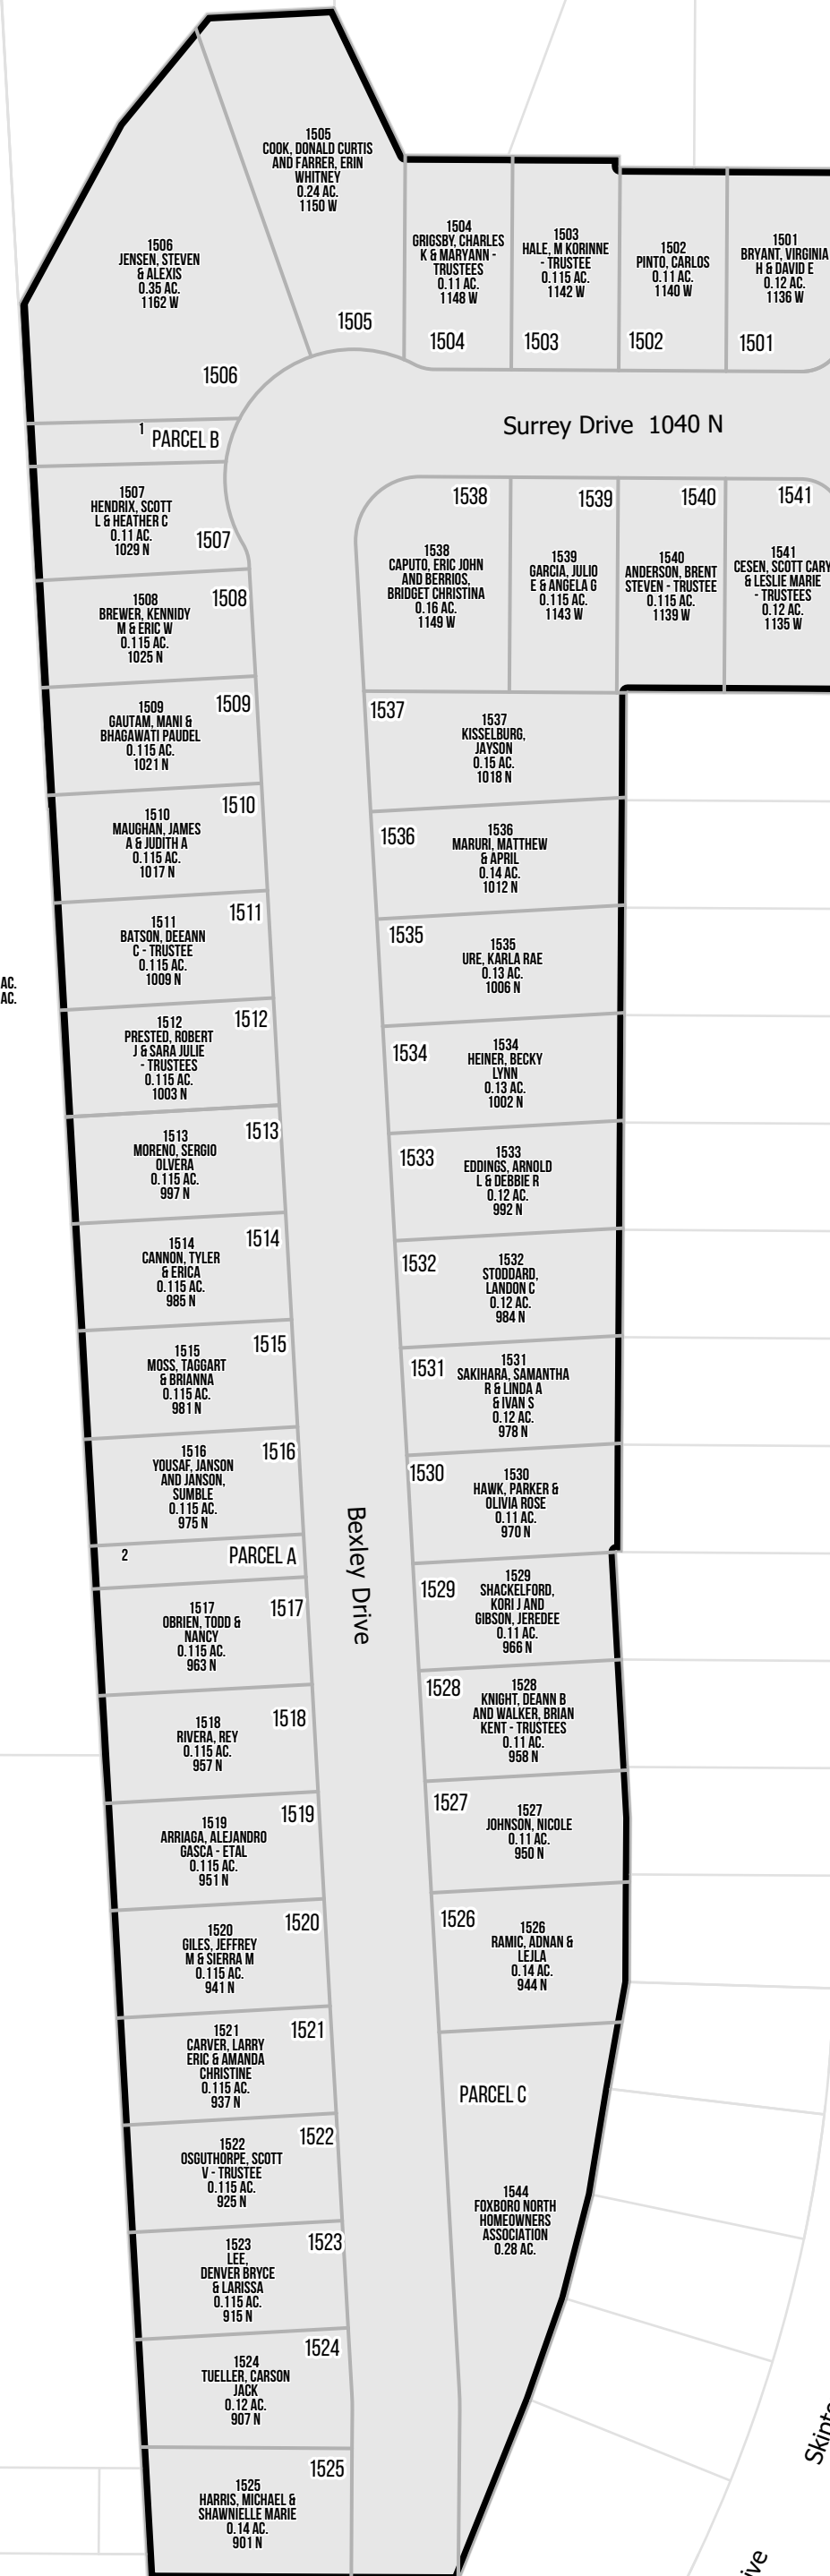 1505
COOK, DONALD CURTIS
AND FARRER, ERIN
WHITNEY
0.24 AC.
1150 W
1505
1506
JENSEN, STEVEN
& ALEXIS
0.35 AC.
1162 W
1506
1504
GRIGSBY, CHARLES
K & MARYANN -
TRUSTEES
0.11 AC.
1148 W
1504
1503
HALE, M KORINNE
- TRUSTEE
0.115 AC.
1142 W
1503
1502
PINTO, CARLOS
0.11 AC.
1140 W
1502
1501
BRYANT, VIRGINIA
H & DAVID E
0.12 AC.
1136 W
1501
Surrey Drive 1040 N
1 PARCEL B
1507
HENDRIX, SCOTT
L & HEATHER C
0.11 AC.
1029 N
1507
1538
1538
CAPUTO, ERIC JOHN
AND BERRIOS,
BRIDGET CHRISTINA
0.16 AC.
1149 W
1539
1539
GARCIA, JULIO
E & ANGELA G
0.115 AC.
1143 W
1540
1540
ANDERSON, BRENT
STEVEN - TRUSTEE
0.115 AC.
1139 W
1541
1541
CESEN, SCOTT CARY
& LESLIE MARIE
- TRUSTEES
0.12 AC.
1135 W
1508
1508
BREWER, KENNIDY
M & ERIC W
0.115 AC.
1025 N
1509
1509
GAUTAM, MANI &
BHAGAWATI PAUDEL
0.115 AC.
1021 N
1537
1537
KISSELBURG,
JAYSON
0.15 AC.
1018 N
1510
1510
MAUGHAN, JAMES
A & JUDITH A
0.115 AC.
1017 N
1536
1536
MARURI, MATTHEW
& APRIL
0.14 AC.
1012 N
1511
1511
BATSON, DEEANN
C - TRUSTEE
0.115 AC.
1009 N
1535
1535
URE, KARLA RAE
0.13 AC.
1006 N
AC.
AC.
1512
1512
PRESTED, ROBERT
J & SARA JULIE
- TRUSTEES
0.115 AC.
1003 N
1534
1534
HEINER, BECKY
LYNN
0.13 AC.
1002 N
1513
1513
MORENO, SERGIO
OLVERA
0.115 AC.
997 N
1533
1533
EDDINGS, ARNOLD
L & DEBBIE R
0.12 AC.
992 N
1514
1514
CANNON, TYLER
& ERICA
0.115 AC.
985 N
1532
1532
STODDARD,
LANDON C
0.12 AC.
984 N
1515
1515
MOSS, TAGGART
& BRIANNA
0.115 AC.
981 N
1531
1531
SAKIHARA, SAMANTHA
R & LINDA A
& IVAN S
0.12 AC.
978 N
1516
1516
YOUSAF, JANSON
AND JANSON,
SUMBLE
0.115 AC.
975 N
1530
1530
HAWK, PARKER &
OLIVIA ROSE
0.11 AC.
970 N
2 PARCEL A
Bexley Drive
1517
1517
OBRIEN, TODD &
NANCY
0.115 AC.
963 N
1529
1529
SHACKELFORD,
KORI J AND
GIBSON, JEREDEE
0.11 AC.
966 N
1518
1518
RIVERA, REY
0.115 AC.
957 N
1528
1528
KNIGHT, DEANN B
AND WALKER, BRIAN
KENT - TRUSTEES
0.11 AC.
958 N
1519
1519
ARRIAGA, ALEJANDRO
GASCA - ETAL
0.115 AC.
951 N
1527
1527
JOHNSON, NICOLE
0.11 AC.
950 N
1520
1520
GILES, JEFFREY
M & SIERRA M
0.115 AC.
941 N
1526
1526
RAMIC, ADNAN &
LEJLA
0.14 AC.
944 N
1521
1521
CARVER, LARRY
ERIC & AMANDA
CHRISTINE
0.115 AC.
937 N
PARCEL C
1522
1522
OSGUTHORPE, SCOTT
V - TRUSTEE
0.115 AC.
925 N
1544
FOXBORO NORTH
HOMEOWNERS
ASSOCIATION
0.28 AC.
1523
1523
LEE,
DENVER BRYCE
& LARISSA
0.115 AC.
915 N
1524
1524
TUELLER, CARSON
JACK
0.12 AC.
907 N
1525
1525
HARRIS, MICHAEL &
SHAWNIELLE MARIE
0.14 AC.
901 N